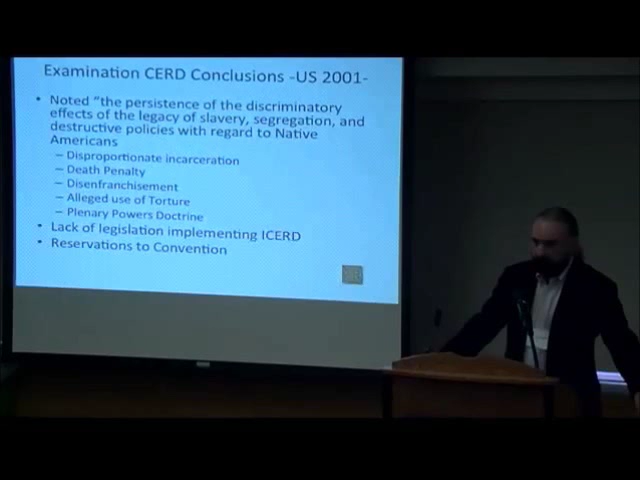 Examination CERD Conclusions -US 2001-
• Noted "the persistence of the discriminatory
effects of the legacy of slavery, segregation, and
destructive policies with regard to Native
Americans
– Disproportionate incarceration
– Death Penalty
– Disenfranchisement
– Alleged use of Torture
– Plenary Powers Doctrine
• Lack of legislation implementing ICERD
• Reservations to Convention